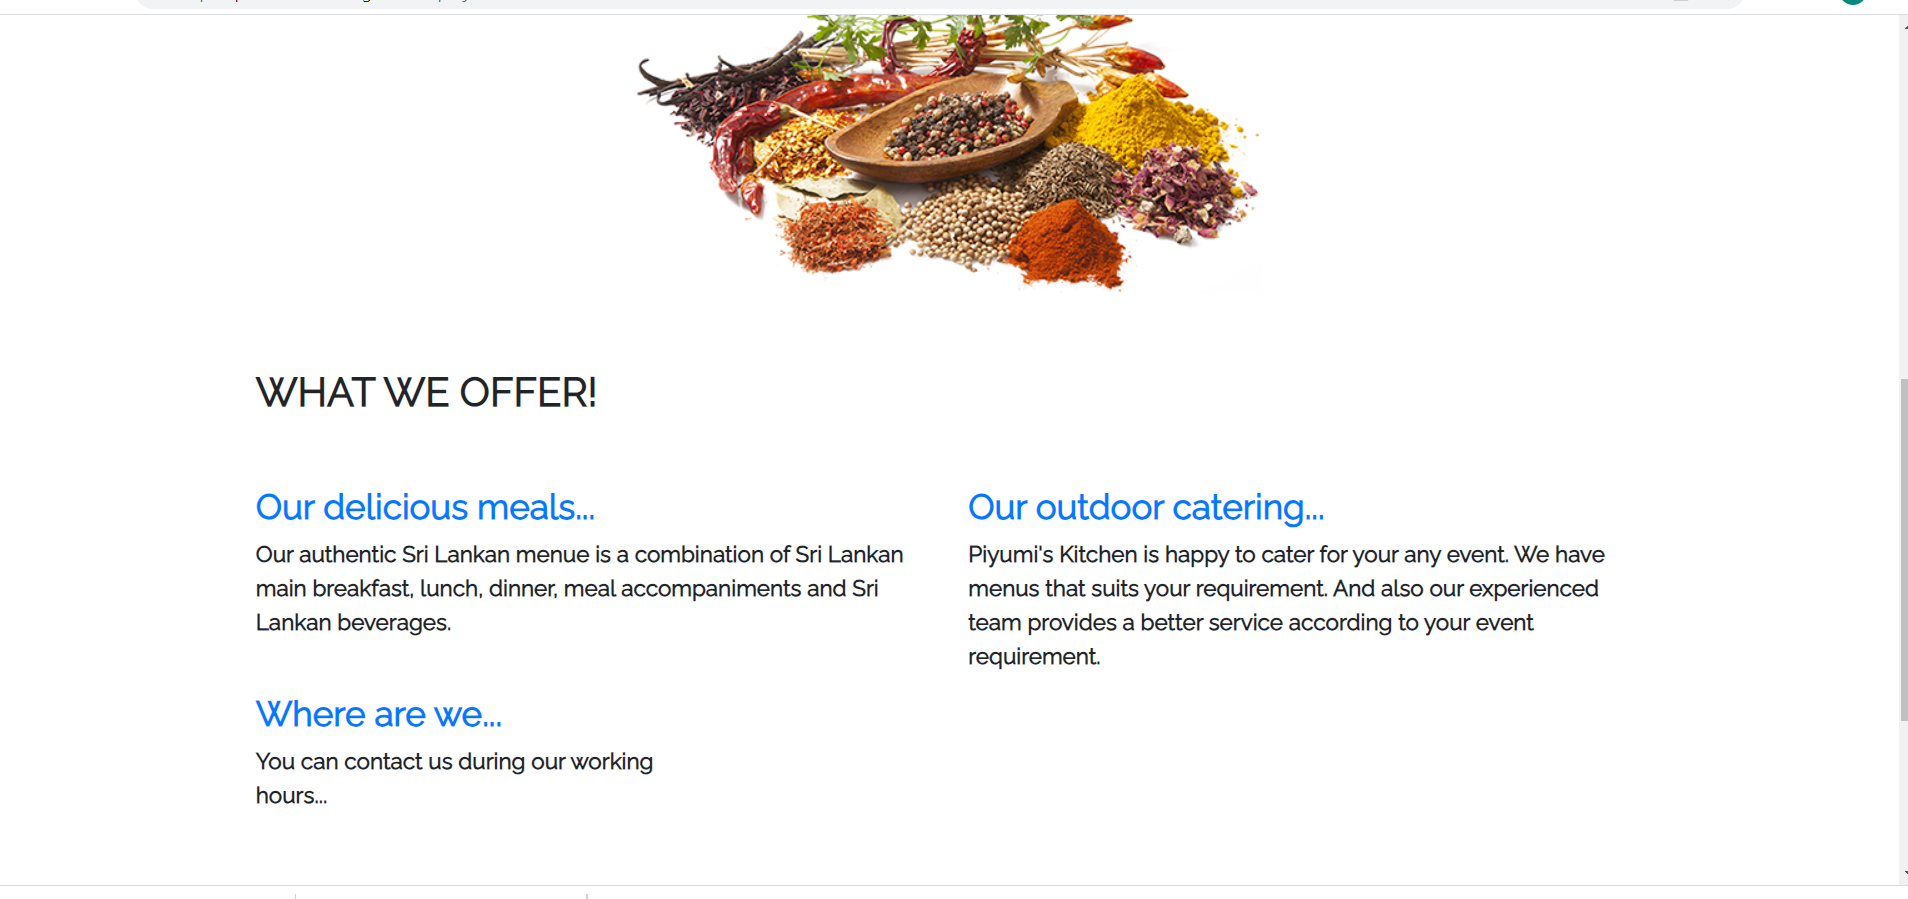 WHAT WE OFFER!
Our delicious meals...
Our authentic Sri Lankan menue is a combination of Sri Lankan
main breakfast, lunch, dinner, meal accompaniments and Sri
Lankan beverages.
Our outdoor catering...
Piyumi's Kitchen is happy to cater for your any event. We have
menus that suits your requirement. And also our experienced
team provides a better service according to your event
requirement.
Where are we...
You can contact us during our working
hours...